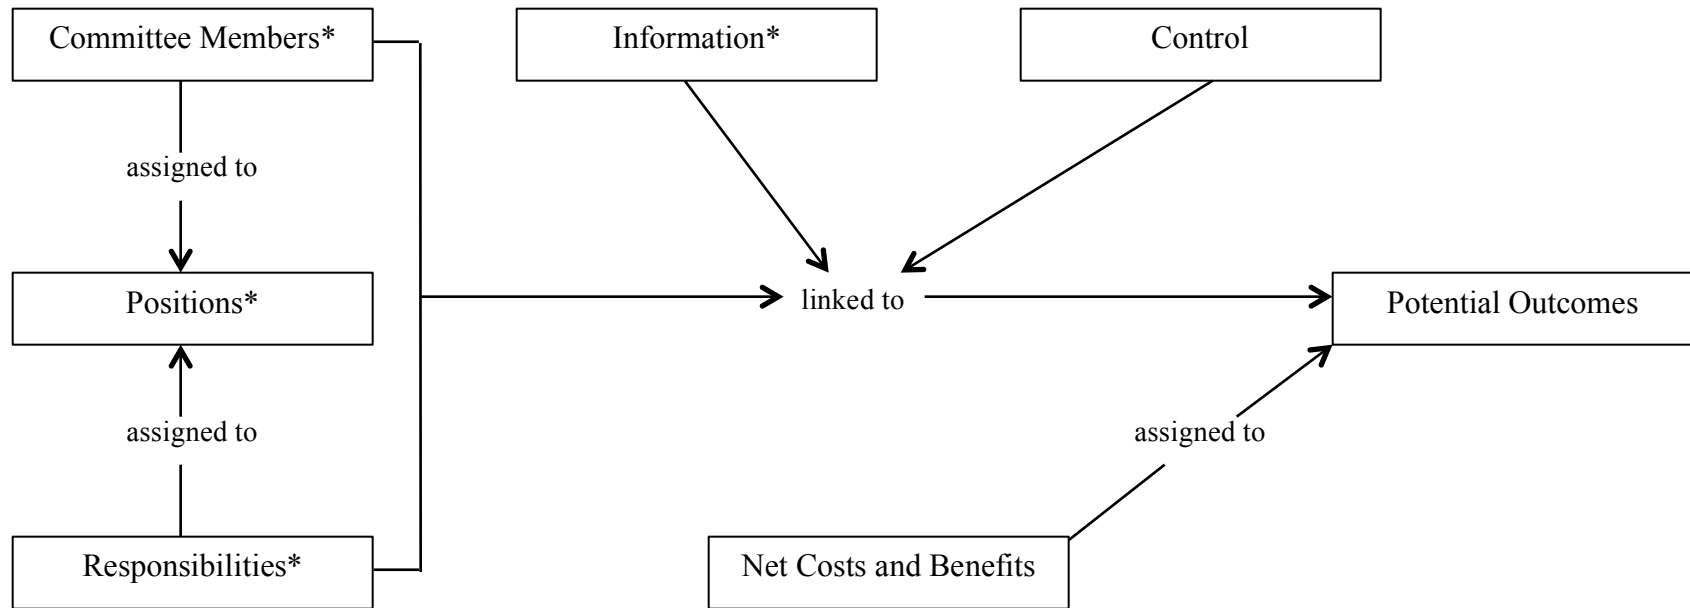 Committee Members*
Information*
Control
assigned to
Positions*
linked to
Potential Outcomes
assigned to
assigned to
Responsibilities*
Net Costs and Benefits